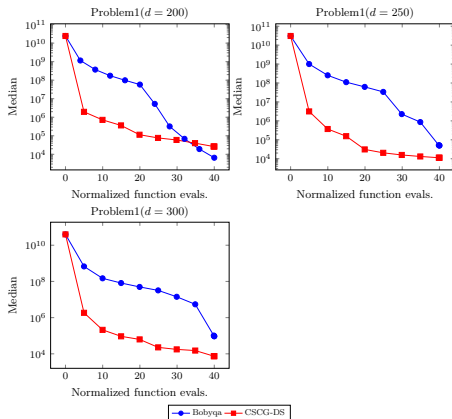 Problem1(d = 200)
Median
10^11
10^10
10^9
10^8
10^7
10^6
10^5
10^4
0 10 20 30 40
Normalized function evals.
Problem1(d = 250)
Median
10^11
10^10
10^9
10^8
10^7
10^6
10^5
10^4
0 10 20 30 40
Normalized function evals.
Problem1(d = 300)
Median
10^10
10^8
10^6
10^4
0 10 20 30 40
Normalized function evals.
Bobyqa CSCG-DS